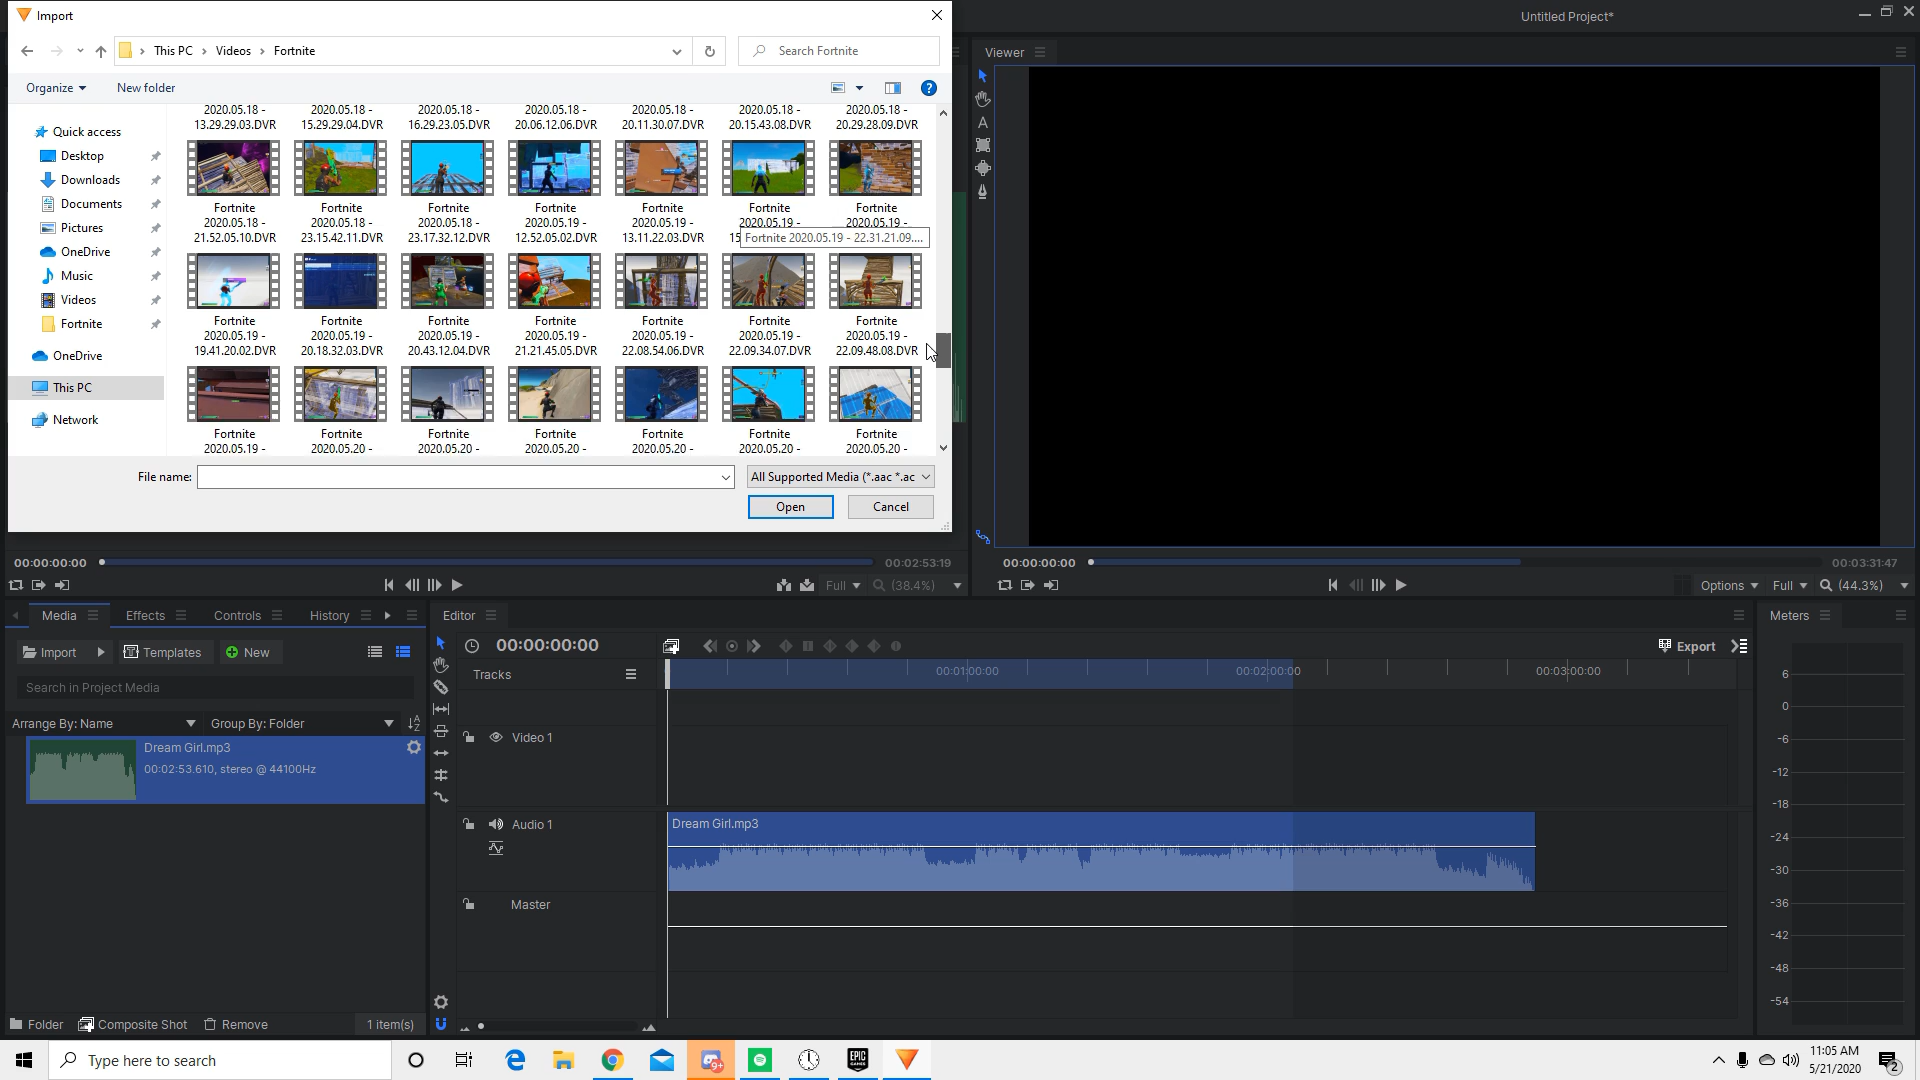 Import
Untitled Project*
This PC
Videos
Fortnite
Search Fortnite
Viewer
Organize
New folder
Quick access
Desktop
Downloads
Documents
Pictures
OneDrive
Music
Videos
Fortnite
OneDrive
This PC
Network
2020.05.18 - 2020.05.18 - 2020.05.18 - 2020.05.18 - 2020.05.18 - 2020.05.18 - 2020.05.18 -
13.29.29.03.DVR 15.29.29.04.DVR 16.29.23.05.DVR 20.06.12.06.DVR 20.11.30.07.DVR 20.15.43.08.DVR 20.29.28.09.DVR
Fortnite Fortnite Fortnite Fortnite Fortnite Fortnite Fortnite
2020.05.18 - 2020.05.18 - 2020.05.18 - 2020.05.19 - 2020.05.19 - 2020.05.19 - 2020.05.19 -
21.52.05.10.DVR 23.15.42.11.DVR 23.17.32.12.DVR 12.52.05.02.DVR 13.11.22.03.DVR 15
Fortnite 2020.05.19 - 22.31.21.09....
Fortnite Fortnite Fortnite Fortnite Fortnite Fortnite Fortnite
2020.05.19 - 2020.05.19 - 2020.05.19 - 2020.05.19 - 2020.05.19 - 2020.05.19 - 2020.05.19 -
19.41.20.02.DVR 20.18.32.03.DVR 20.43.12.04.DVR 21.21.45.05.DVR 22.08.54.06.DVR 22.09.34.07.DVR 22.09.48.08.DVR
Fortnite Fortnite Fortnite Fortnite Fortnite Fortnite Fortnite
2020.05.19 - 2020.05.20 - 2020.05.20 - 2020.05.20 - 2020.05.20 - 2020.05.20 - 2020.05.20 -
File name:
All Supported Media (*.aac *.ac
Open
Cancel
00:00:00:00
00:02:53:19
Full
(38.4%)
00:00:00:00
00:03:31:47
Options
Full
(44.3%)
Media
Effects
Controls
History
Import
Templates
New
Search in Project Media
Arrange By: Name
Group By: Folder
Dream Girl.mp3
00:02:53.610, stereo @ 44100Hz
Folder
Composite Shot
Remove
1 item(s)
Editor
00:00:00:00
Export
Tracks
00:01:00:00
00:02:00:00
00:03:00:00
Video 1
Audio 1
Dream Girl.mp3
Master
Meters
6
0
-6
-12
-18
-24
-30
-36
-42
-48
-54
Type here to search
9+
EPIC
GAMES
11:05 AM
5/21/2020
2